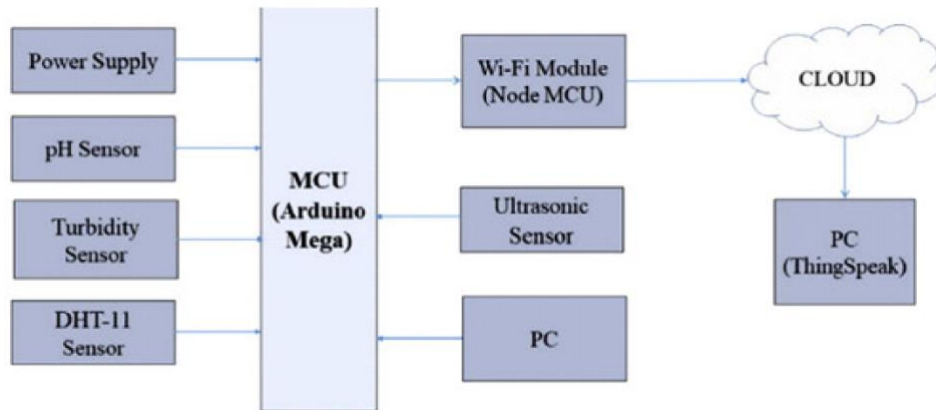 Power Supply
pH Sensor
Turbidity
Sensor
DHT-11
Sensor
MCU
(Arduino
Mega)
Wi-Fi Module
(Node MCU)
Ultrasonic
Sensor
PC
CLOUD
PC
(ThingSpeak)